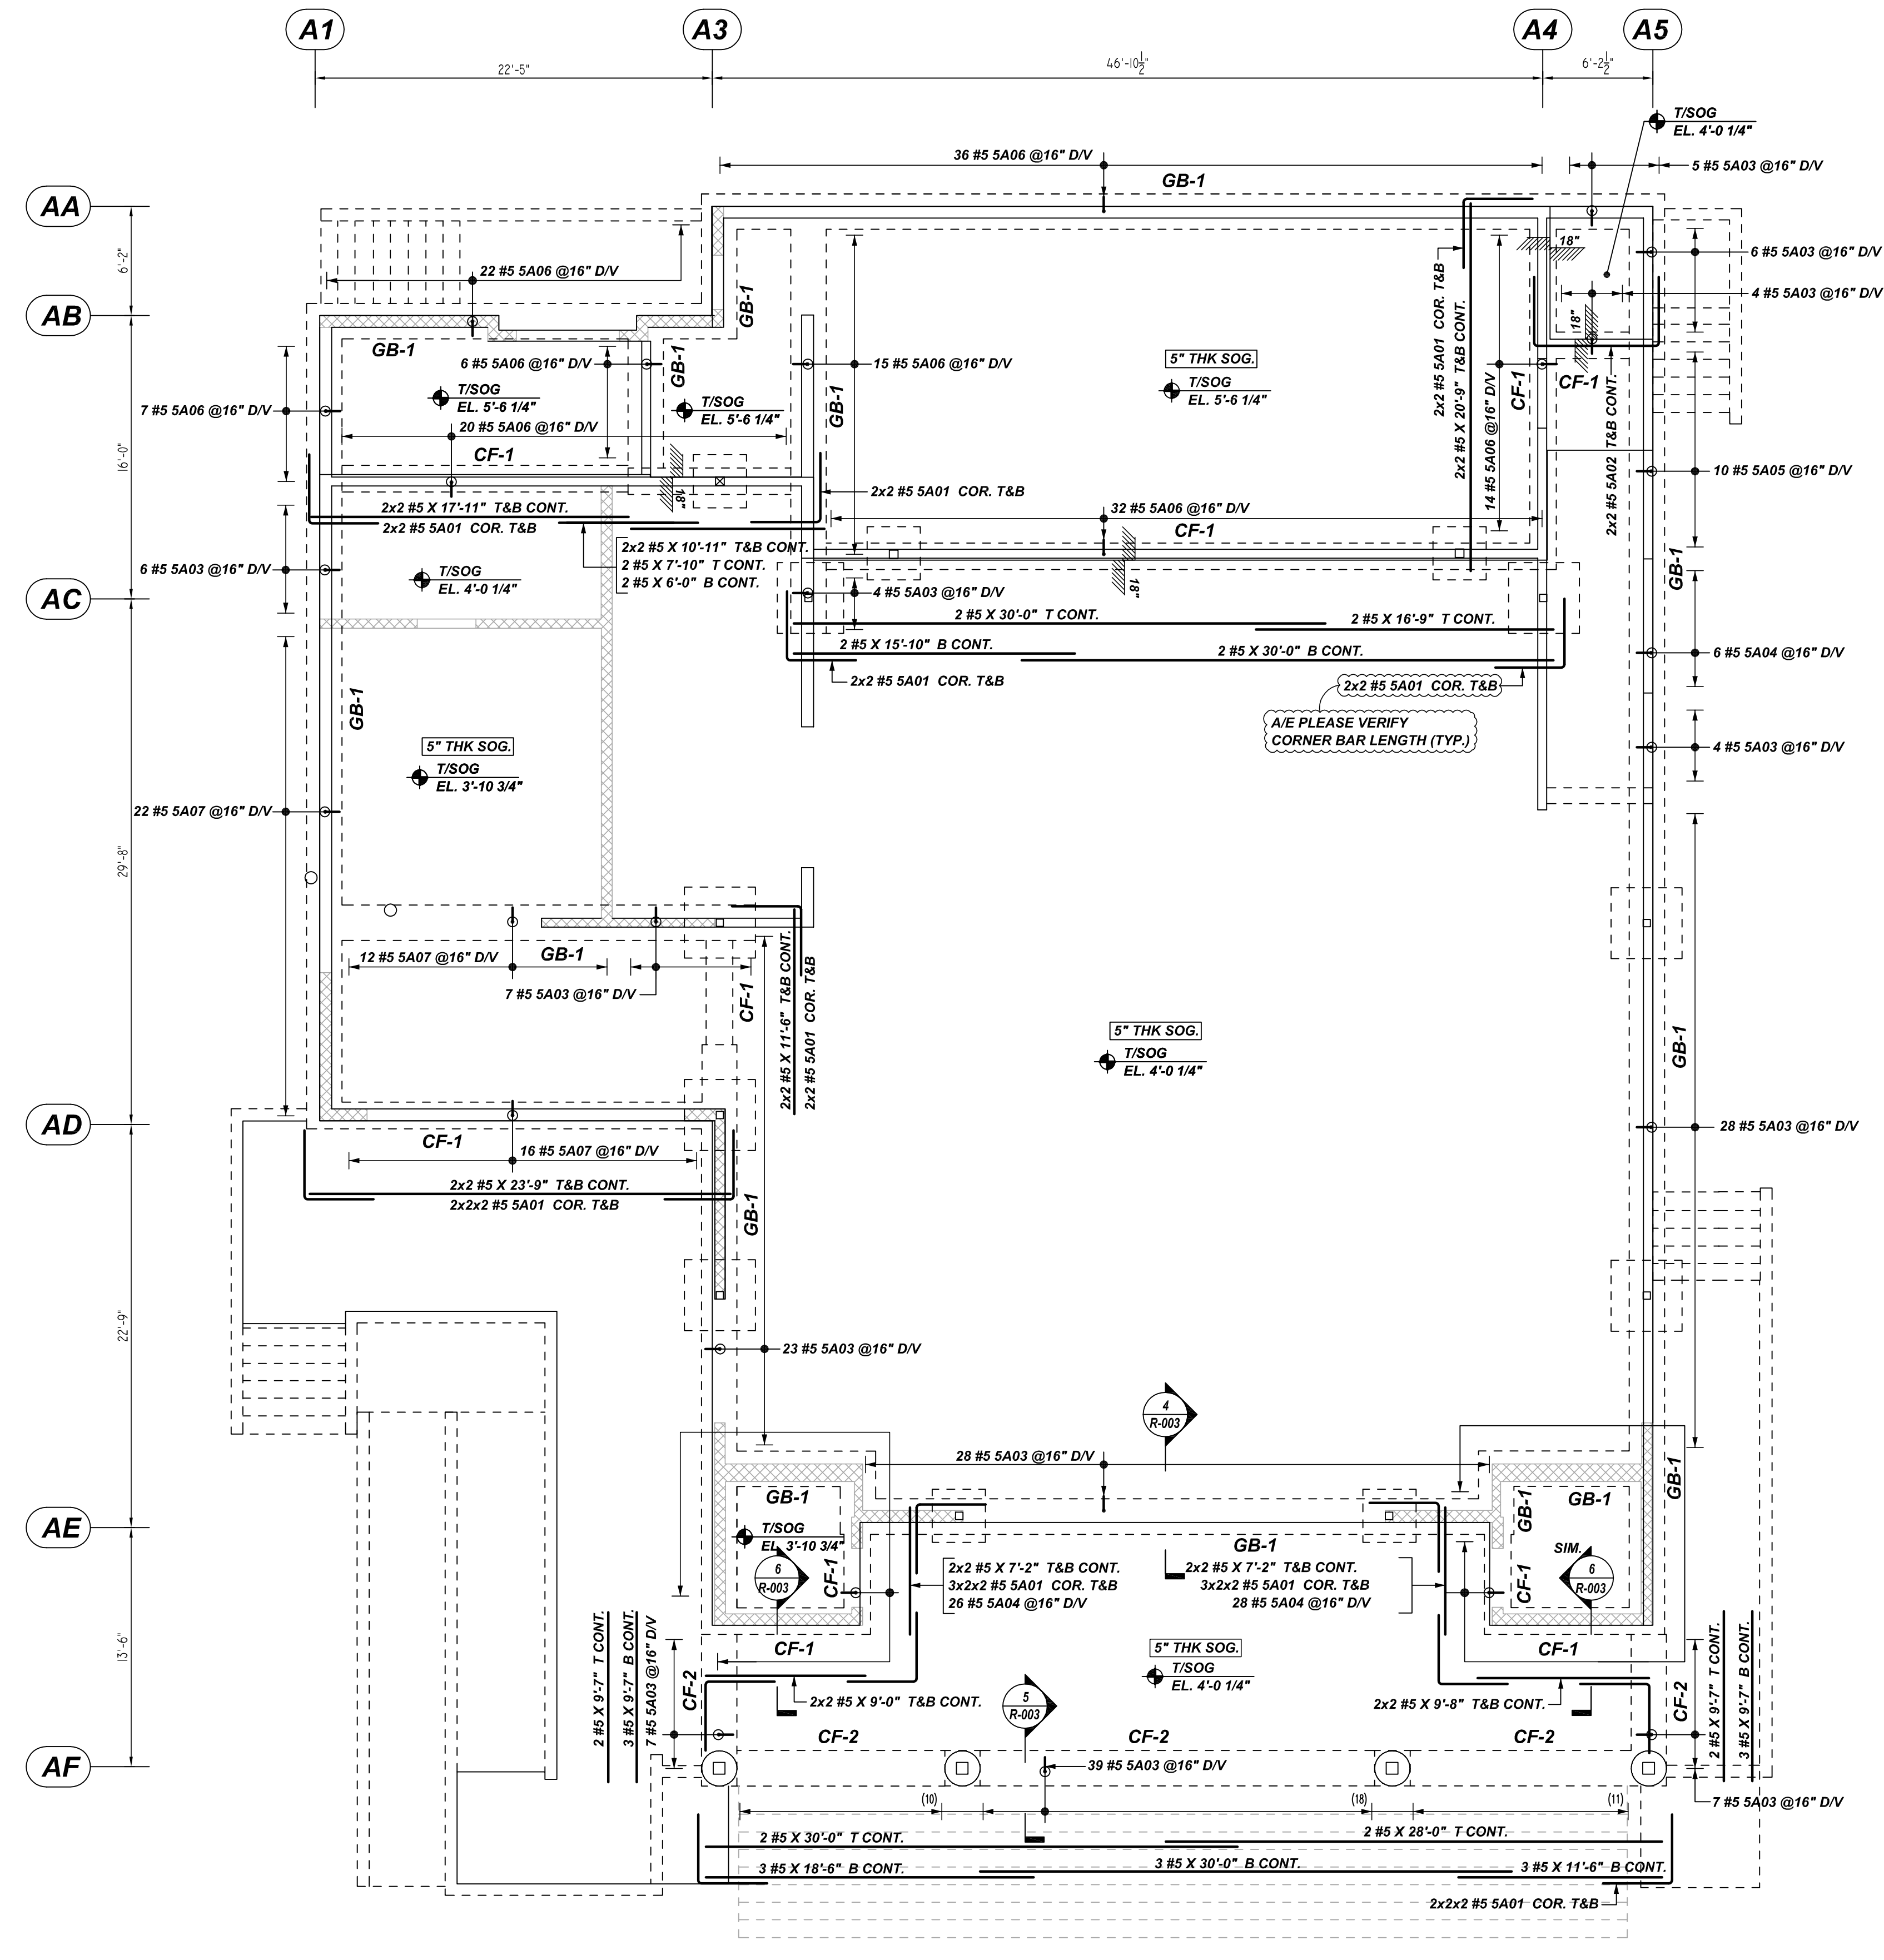 A1
A3
A4
A5
22'-5"
46'-10½"
6'-2½"
T/SOG
EL. 4'-0 1/4"
36 #5 5A06 @16" D/V
5 #5 5A03 @16" D/V
GB-1
AA
6'-2"
22 #5 5A06 @16" D/V
GB-1
2x2 #5 5A01 COR. T&B
2x2 #5 X 20'-9" T&B CONT.
18"
6 #5 5A03 @16" D/V
4 #5 5A03 @16" D/V
18"
AB
GB-1
6 #5 5A06 @16" D/V
GB-1
15 #5 5A06 @16" D/V
5" THK SOG.
T/SOG
EL. 5'-6 1/4"
14 #5 5A06 @16" D/V
CF-1
CF-1
2x2 #5 5A02 T&B CONT.
T/SOG
EL. 5'-6 1/4"
T/SOG
EL. 5'-6 1/4"
GB-1
7 #5 5A06 @16" D/V
20 #5 5A06 @16" D/V
16'-0"
CF-1
10 #5 5A05 @16" D/V
18"
2x2 #5 5A01 COR. T&B
2x2 #5 X 17'-11" T&B CONT.
2x2 #5 5A01 COR. T&B
32 #5 5A06 @16" D/V
CF-1
2x2 #5 X 10'-11" T&B CONT.
2 #5 X 7'-10" T CONT.
2 #5 X 6'-0" B CONT.
6 #5 5A03 @16" D/V
T/SOG
EL. 4'-0 1/4"
18"
GB-1
AC
4 #5 5A03 @16" D/V
2 #5 X 30'-0" T CONT.
2 #5 X 16'-9" T CONT.
2 #5 X 15'-10" B CONT.
2 #5 X 30'-0" B CONT.
6 #5 5A04 @16" D/V
2x2 #5 5A01 COR. T&B
2x2 #5 5A01 COR. T&B
A/E PLEASE VERIFY
CORNER BAR LENGTH (TYP.)
GB-1
5" THK SOG.
T/SOG
EL. 3'-10 3/4"
4 #5 5A03 @16" D/V
22 #5 5A07 @16" D/V
29'-8"
12 #5 5A07 @16" D/V
GB-1
7 #5 5A03 @16" D/V
CF-1
2x2 #5 X 11'-6" T&B CONT.
2x2 #5 5A01 COR. T&B
5" THK SOG.
T/SOG
EL. 4'-0 1/4"
GB-1
AD
CF-1
16 #5 5A07 @16" D/V
28 #5 5A03 @16" D/V
2x2 #5 X 23'-9" T&B CONT.
2x2x2 #5 5A01 COR. T&B
GB-1
22'-9"
23 #5 5A03 @16" D/V
4
R-003
28 #5 5A03 @16" D/V
GB-1
GB-1
GB-1
GB-1
AE
T/SOG
EL. 3'-10 3/4"
GB-1
SIM.
6
R-003
CF-1
2x2 #5 X 7'-2" T&B CONT.
3x2x2 #5 5A01 COR. T&B
26 #5 5A04 @16" D/V
2x2 #5 X 7'-2" T&B CONT.
3x2x2 #5 5A01 COR. T&B
28 #5 5A04 @16" D/V
CF-1
6
R-003
13'-6"
2 #5 X 9'-7" T CONT.
3 #5 X 9'-7" B CONT.
7 #5 5A03 @16" D/V
CF-2
CF-1
5" THK SOG.
T/SOG
EL. 4'-0 1/4"
CF-1
CF-2
2 #5 X 9'-7" T CONT.
3 #5 X 9'-7" B CONT.
2x2 #5 X 9'-0" T&B CONT.
5
R-003
2x2 #5 X 9'-8" T&B CONT.
CF-2
CF-2
CF-2
AF
39 #5 5A03 @16" D/V
(10)
(18)
(11)
7 #5 5A03 @16" D/V
2 #5 X 30'-0" T CONT.
2 #5 X 28'-0" T CONT.
3 #5 X 18'-6" B CONT.
3 #5 X 30'-0" B CONT.
3 #5 X 11'-6" B CONT.
2x2x2 #5 5A01 COR. T&B